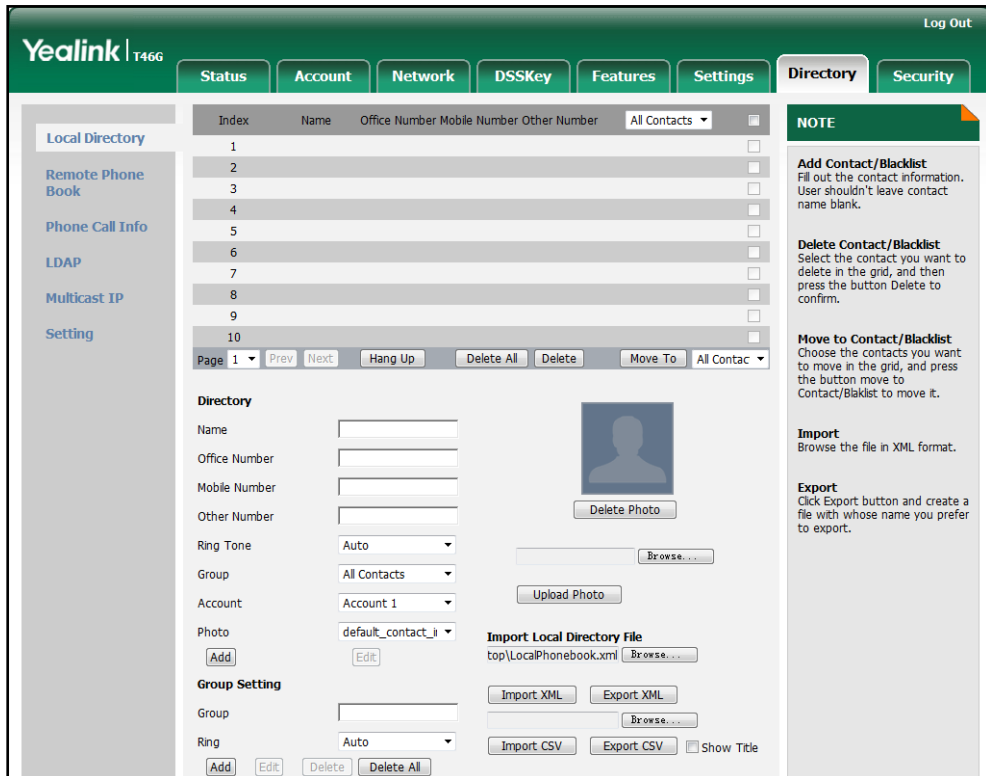 Log Out
Yealink | T46G
Status Account Network DSSKey Features Settings Directory Security
Local Directory
Remote Phone
Book
Phone Call Info
LDAP
Multicast IP
Setting
Index Name Office Number Mobile Number Other Number All Contacts
1
2
3
4
5
6
7
8
9
10
Page 1 Prev Next Hang Up Delete All Delete Move To All Contac
Directory
Name
Office Number
Mobile Number
Other Number
Ring Tone Auto
Group All Contacts
Account Account 1
Photo default_contact_i
Add Edit
Group Setting
Group
Ring Auto
Add Edit Delete Delete All
Delete Photo
Browse...
Upload Photo
Import Local Directory File
top\LocalPhonebook.xml Browse...
Import XML Export XML
Browse...
Import CSV Export CSV Show Title
NOTE
Add Contact/Blacklist
Fill out the contact information.
User shouldn't leave contact
name blank.
Delete Contact/Blacklist
Select the contact you want to
delete in the grid, and then
press the button Delete to
confirm.
Move to Contact/Blacklist
Choose the contacts you want
to move in the grid, and press
the button move to
Contact/Blaklist to move it.
Import
Browse the file in XML format.
Export
Click Export button and create a
file with whose name you prefer
to export.